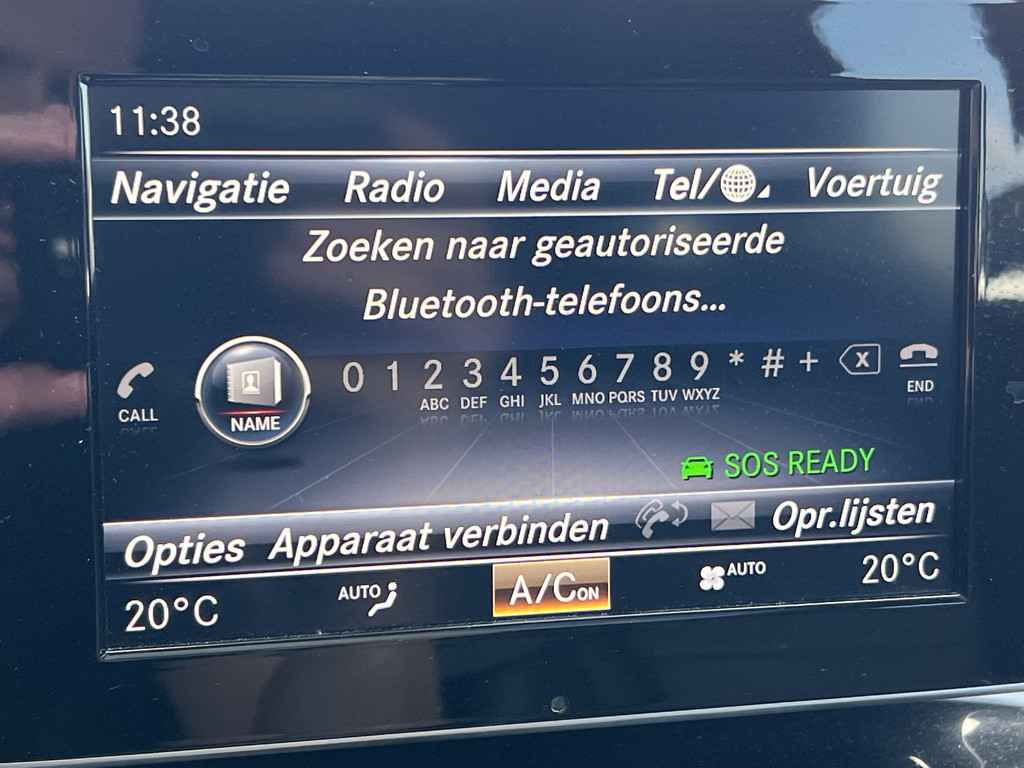 11:38
Navigatie Radio Media Tel/ Voertuig
Zoeken naar geautoriseerde
Bluetooth-telefoons...
0 1 2 3 4 5 6 7 8 9 * # + X
ABC DEF GHI JKL MNO PQRS TUV WXYZ
CALL NAME END
SOS READY
Opties Apparaat verbinden Opr.lijsten
20°C AUTO A/C ON AUTO 20°C